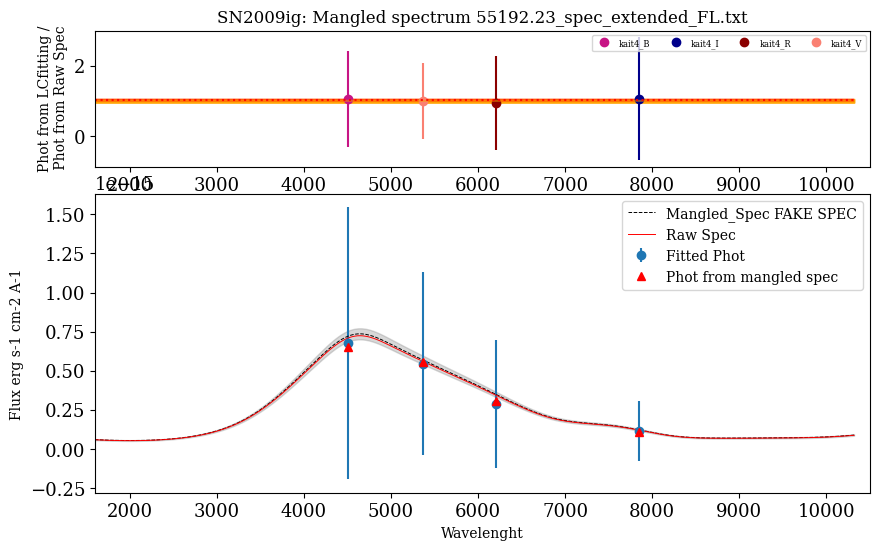 SN2009ig: Mangled spectrum 55192.23_spec_extended_FL.txt
Phot from LCfitting /
Phot from Raw Spec
kait4_B kait4_I kait4_R kait4_V
2
0
2000 3000 4000 5000 6000 7000 8000 9000 10000
1e−15
Mangled_Spec FAKE SPEC
Raw Spec
Fitted Phot
Phot from mangled spec
Flux erg s-1 cm-2 A-1
1.50
1.25
1.00
0.75
0.50
0.25
0.00
−0.25
2000 3000 4000 5000 6000 7000 8000 9000 10000
Wavelenght